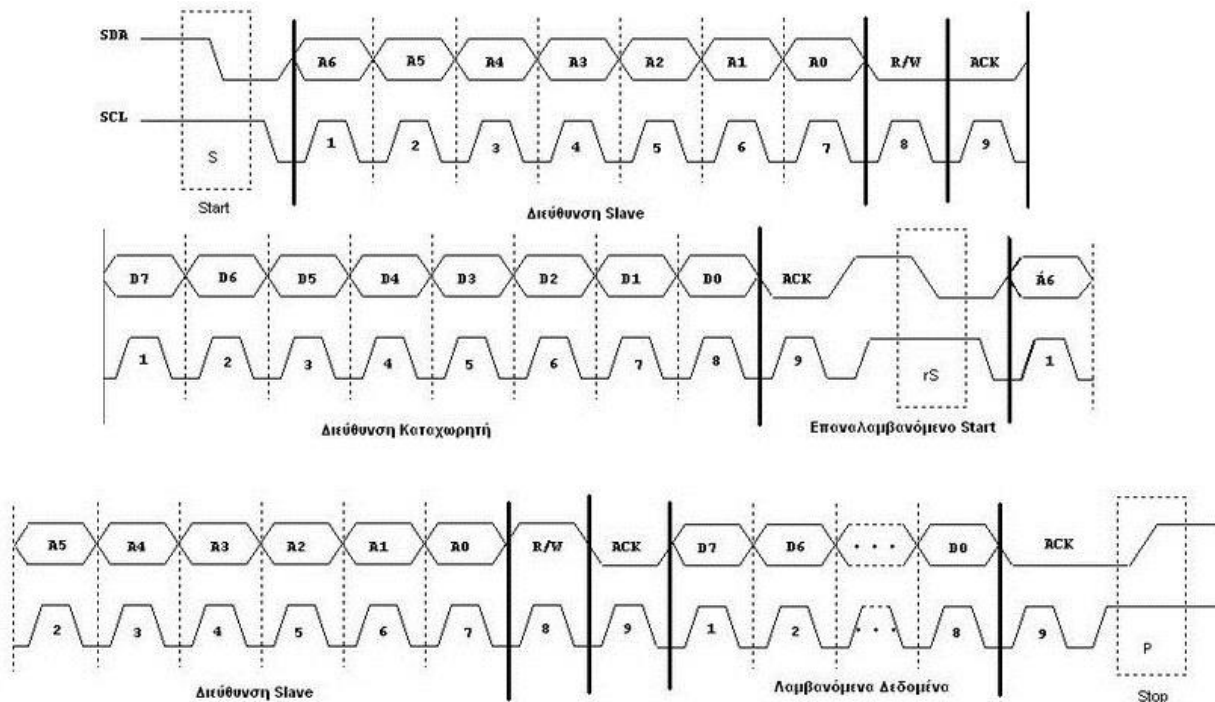 SDA A6 A5 A4 A3 A2 A1 A0 R/W ACK
SCL 1 2 3 4 5 6 7 8 9
S
Start
Διεύθυνση Slave
D7 D6 D5 D4 D3 D2 D1 D0 ACK Á6
1 2 3 4 5 6 7 8 9 rS 1
Διεύθυνση Καταχωρητή
Επαναλαμβανόμενο Start
A5 A4 A3 A2 A1 A0 R/W ACK D7 D6 . . . D0 ACK
2 3 4 5 6 7 8 9 1 2 . . . 8 9 P
Διεύθυνση Slave
Λαμβανόμενα Δεδομένα
Stop